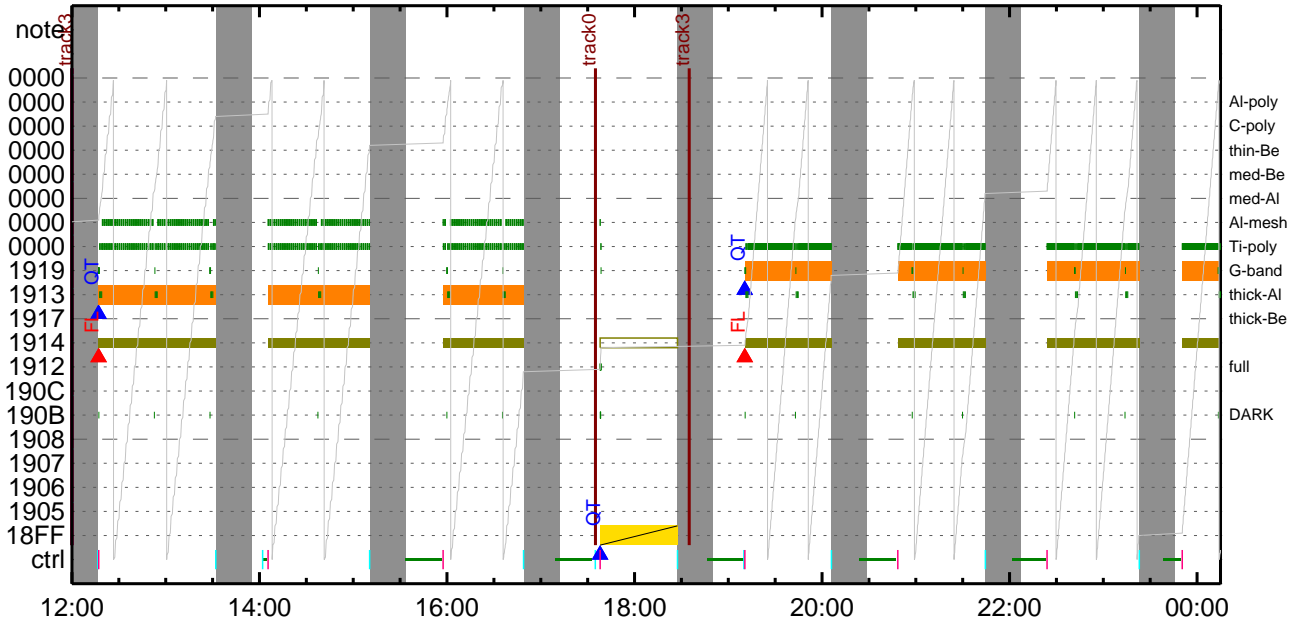 note
track3
track0
track3
0000
0000 Al-poly
0000 C-poly
0000 thin-Be
0000 med-Be
0000 med-Al
0000 Al-mesh
0000 Ti-poly
1919 G-band
1913 thick-Al
1917 thick-Be
1914
1912 full
190C
190B DARK
1908
1907
1906
1905
18FF
ctrl
QT
FL
QT
QT
FL
12:00 14:00 16:00 18:00 20:00 22:00 00:00